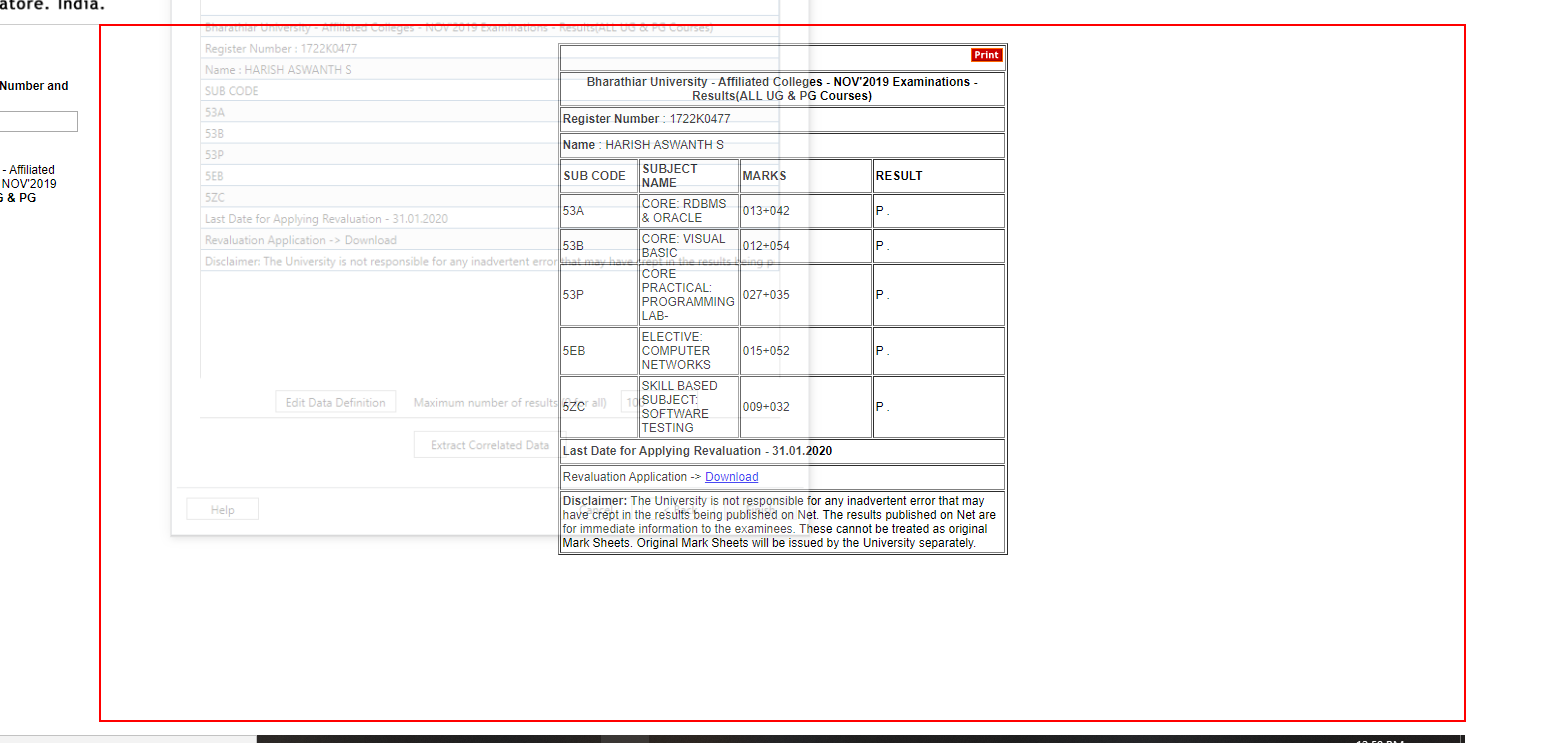 atore. India.
Number and
- Affiliated
NOV'2019
G & PG
Bharathiar University - Affiliated Colleges - NOV 2019 Examinations - Results(ALL UG & PG Courses)
Register Number : 1722K0477
Name : HARISH ASWANTH S
SUB CODE
53A
53B
53P
5EB
5ZC
Last Date for Applying Revaluation - 31.01.2020
Revaluation Application -> Download
Disclaimer: The University is not responsible for any inadvertent error that may have crept in the results being p
Edit Data Definition Maximum number of results (0 for all) 100
Extract Correlated Data
Help Cancel < Back Finish
Print
Bharathiar University - Affiliated Colleges - NOV'2019 Examinations -
Results(ALL UG & PG Courses)
Register Number : 1722K0477
Name : HARISH ASWANTH S
SUB CODE SUBJECT NAME MARKS RESULT
53A CORE: RDBMS & ORACLE 013+042 P .
53B CORE: VISUAL BASIC 012+054 P .
53P CORE PRACTICAL: PROGRAMMING LAB- 027+035 P .
5EB ELECTIVE: COMPUTER NETWORKS 015+052 P .
5ZC SKILL BASED SUBJECT: SOFTWARE TESTING 009+032 P .
Last Date for Applying Revaluation - 31.01.2020
Revaluation Application -> Download
Disclaimer: The University is not responsible for any inadvertent error that may
have crept in the results being published on Net. The results published on Net are
for immediate information to the examinees. These cannot be treated as original
Mark Sheets. Original Mark Sheets will be issued by the University separately.